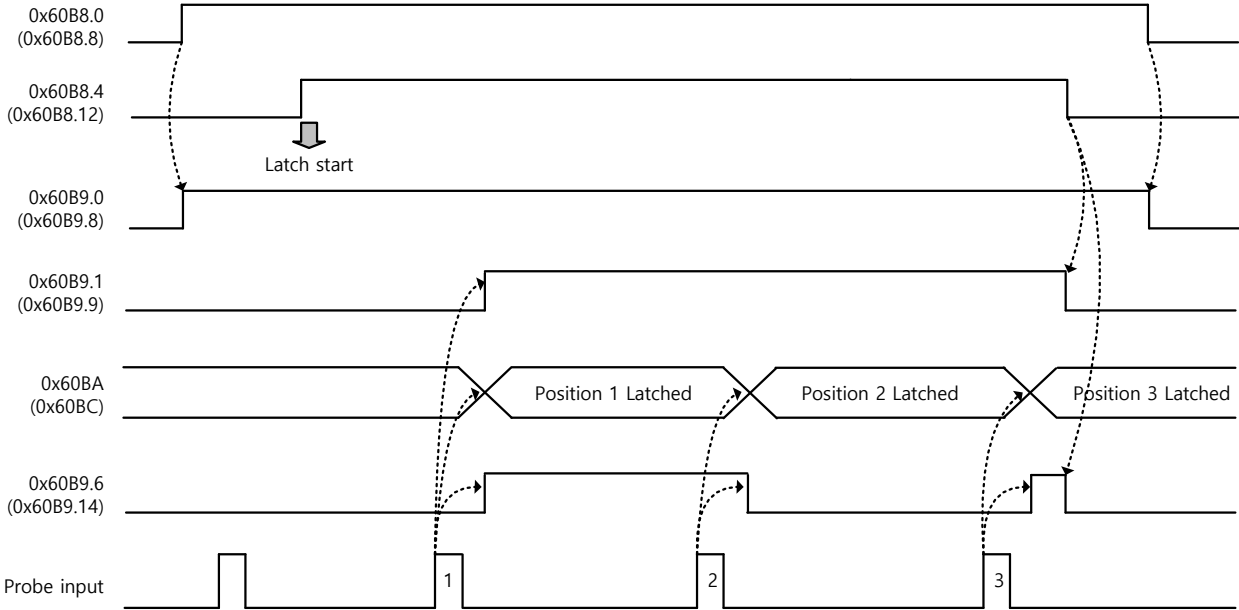 0x60B8.0
(0x60B8.8)
0x60B8.4
(0x60B8.12)
Latch start
0x60B9.0
(0x60B9.8)
0x60B9.1
(0x60B9.9)
0x60BA
(0x60BC)
Position 1 Latched
Position 2 Latched
Position 3 Latched
0x60B9.6
(0x60B9.14)
Probe input
1
2
3